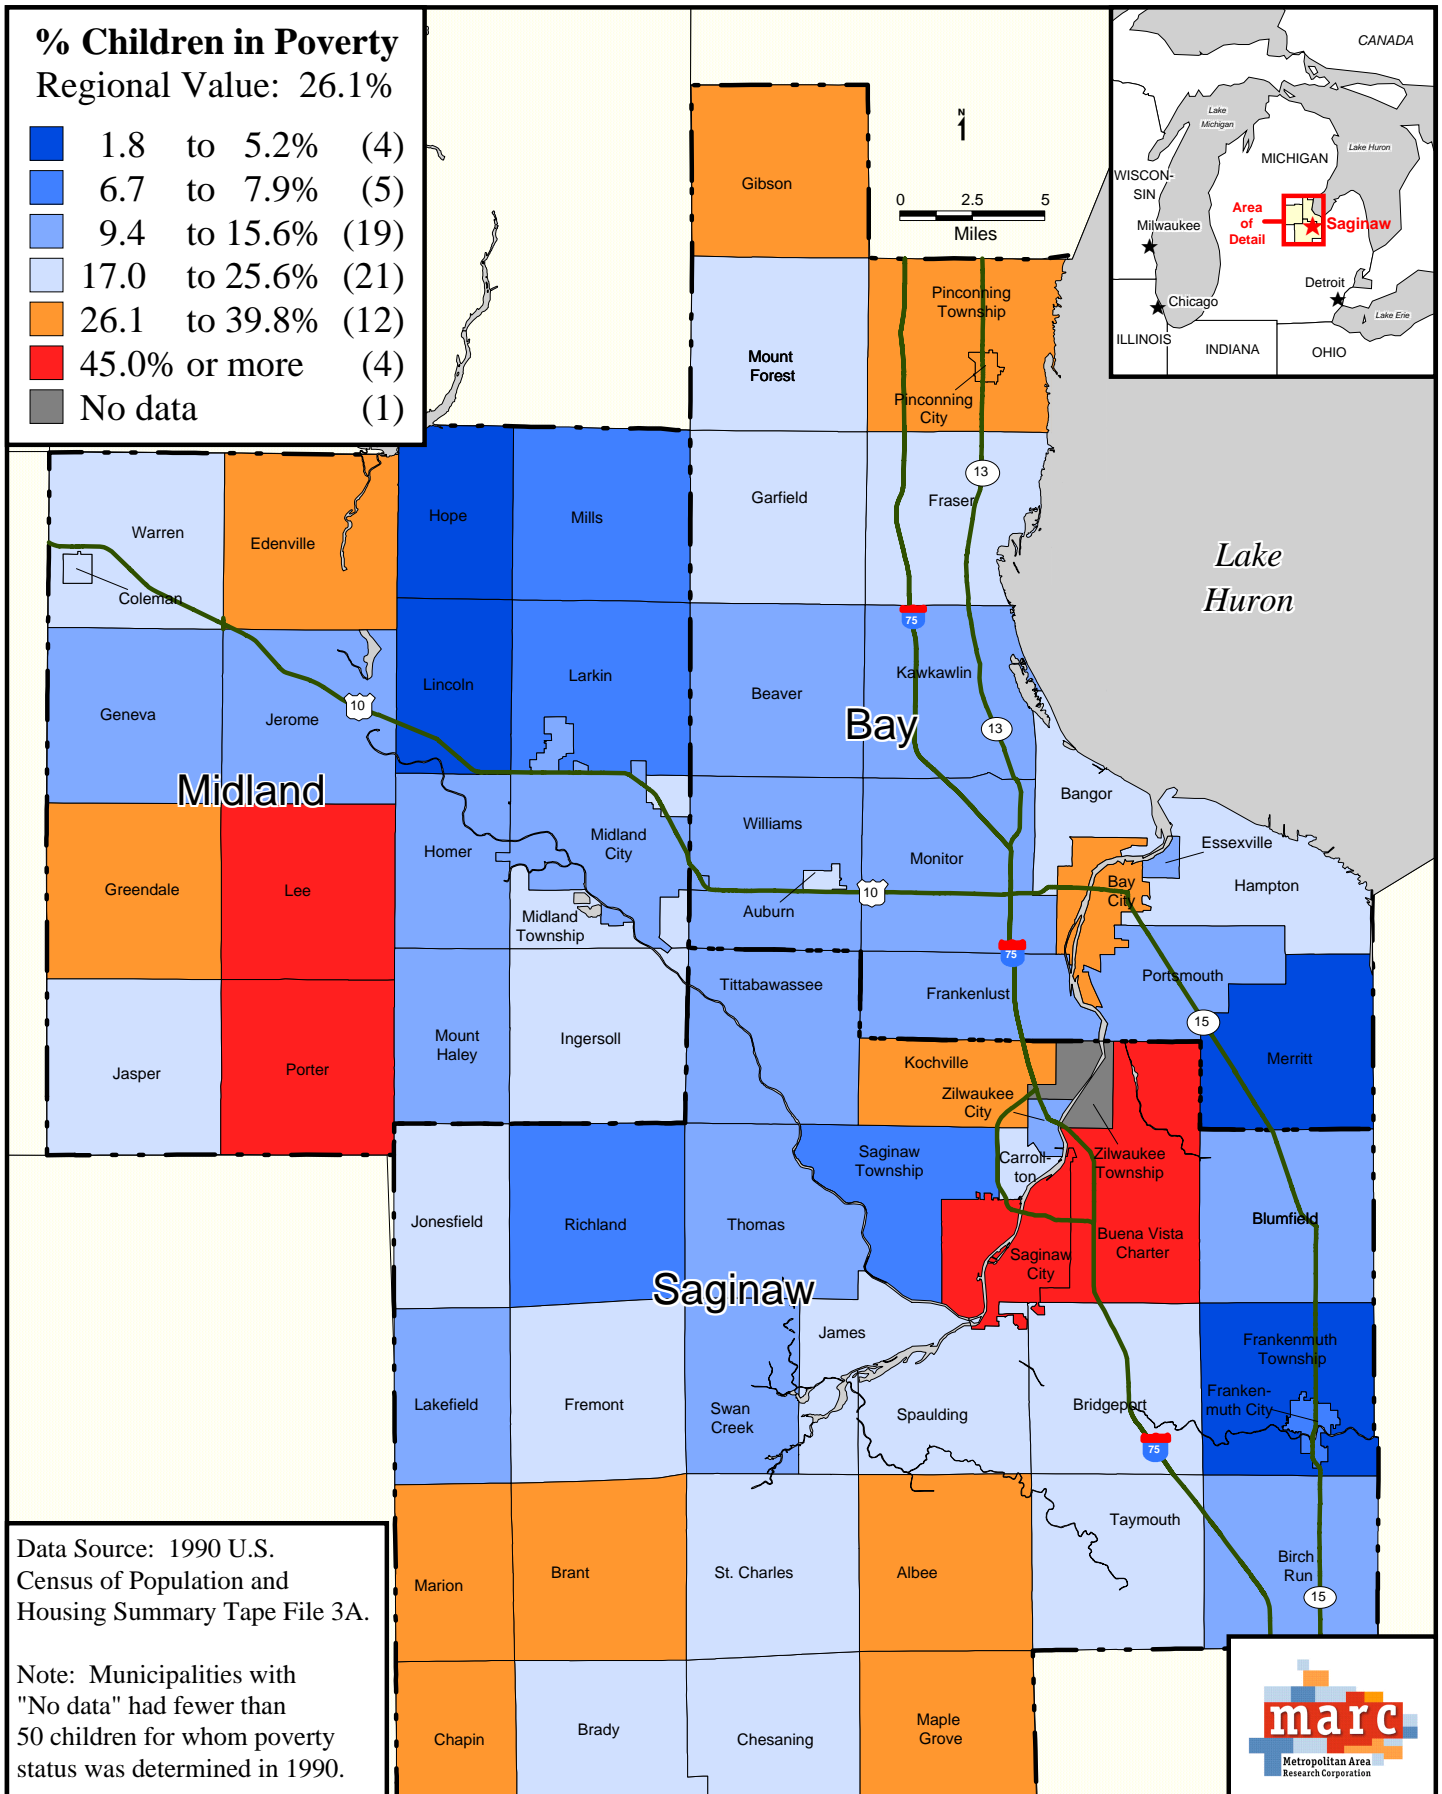 % Children in Poverty
Regional Value: 26.1%
1.8 to 5.2% (4)
6.7 to 7.9% (5)
9.4 to 15.6% (19)
17.0 to 25.6% (21)
26.1 to 39.8% (12)
45.0% or more (4)
No data (1)
N
0 2.5 5
Miles
CANADA
Lake
Michigan
Lake Huron
MICHIGAN
WISCON-
SIN
Area
of
Detail
Saginaw
Milwaukee
Detroit
Chicago
Lake Erie
ILLINOIS
INDIANA
OHIO
Gibson
Pinconning
Township
Mount
Forest
Pinconning
City
13
Garfield
Fraser
Hope
Mills
Warren
Edenville
Coleman
Lake
Huron
75
Kawkawlin
Lincoln
Larkin
Beaver
Geneva
Jerome
10
Bay
13
Midland
Bangor
Williams
Midland
City
Homer
Monitor
Essexville
Greendale
Lee
Bay
City
Hampton
10
Auburn
Midland
Township
75
Portsmouth
Tittabawassee
Frankenlust
15
Mount
Haley
Ingersoll
Jasper
Porter
Kochville
Merritt
Zilwaukee
City
Saginaw
Township
Carroll-
ton
Zilwaukee
Township
Jonesfield
Richland
Thomas
Blumfield
Buena Vista
Charter
Saginaw
City
Saginaw
James
Frankenmuth
Township
Lakefield
Fremont
Swan
Creek
Spaulding
Bridgeport
Franken-
muth City
75
Taymouth
Birch
Run
15
Marion
Brant
St. Charles
Albee
Chapin
Brady
Chesaning
Maple
Grove
Data Source: 1990 U.S.
Census of Population and
Housing Summary Tape File 3A.
Note: Municipalities with
"No data" had fewer than
50 children for whom poverty
status was determined in 1990.
marc
Metropolitan Area
Research Corporation